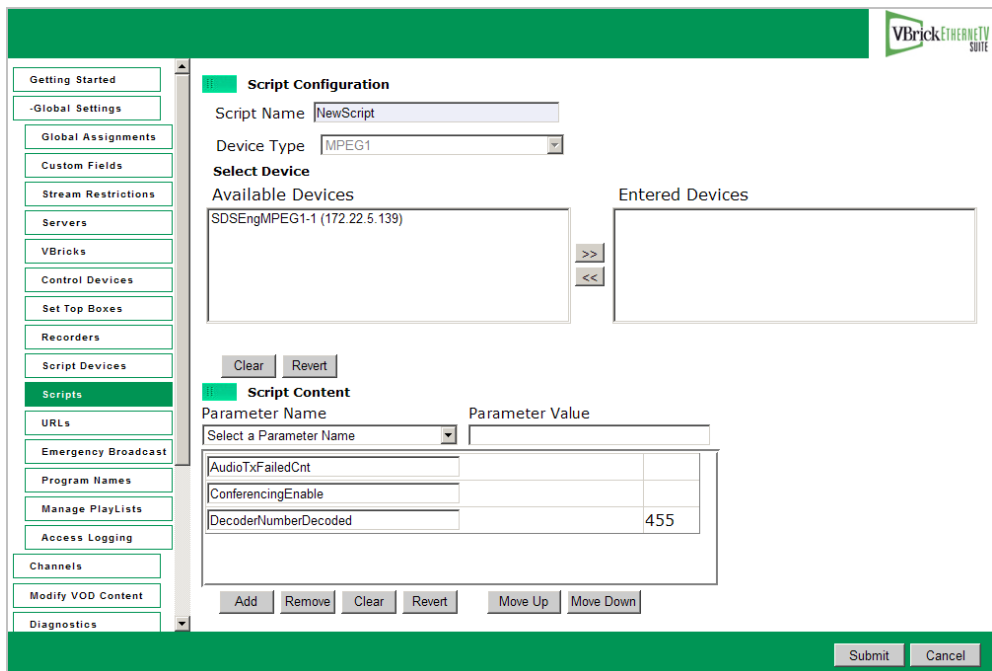 VBrick ETHERNETV
SUITE
Getting Started
-Global Settings
Global Assignments
Custom Fields
Stream Restrictions
Servers
VBricks
Control Devices
Set Top Boxes
Recorders
Script Devices
Scripts
URLs
Emergency Broadcast
Program Names
Manage PlayLists
Access Logging
Channels
Modify VOD Content
Diagnostics
Script Configuration
Script Name NewScript
Device Type MPEG1
Select Device
Available Devices Entered Devices
SDSEngMPEG1-1 (172.22.5.139)
>>
<<
Clear Revert
Script Content
Parameter Name Parameter Value
Select a Parameter Name
AudioTxFailedCnt
ConferencingEnable
DecoderNumberDecoded 455
Add Remove Clear Revert Move Up Move Down
Submit Cancel